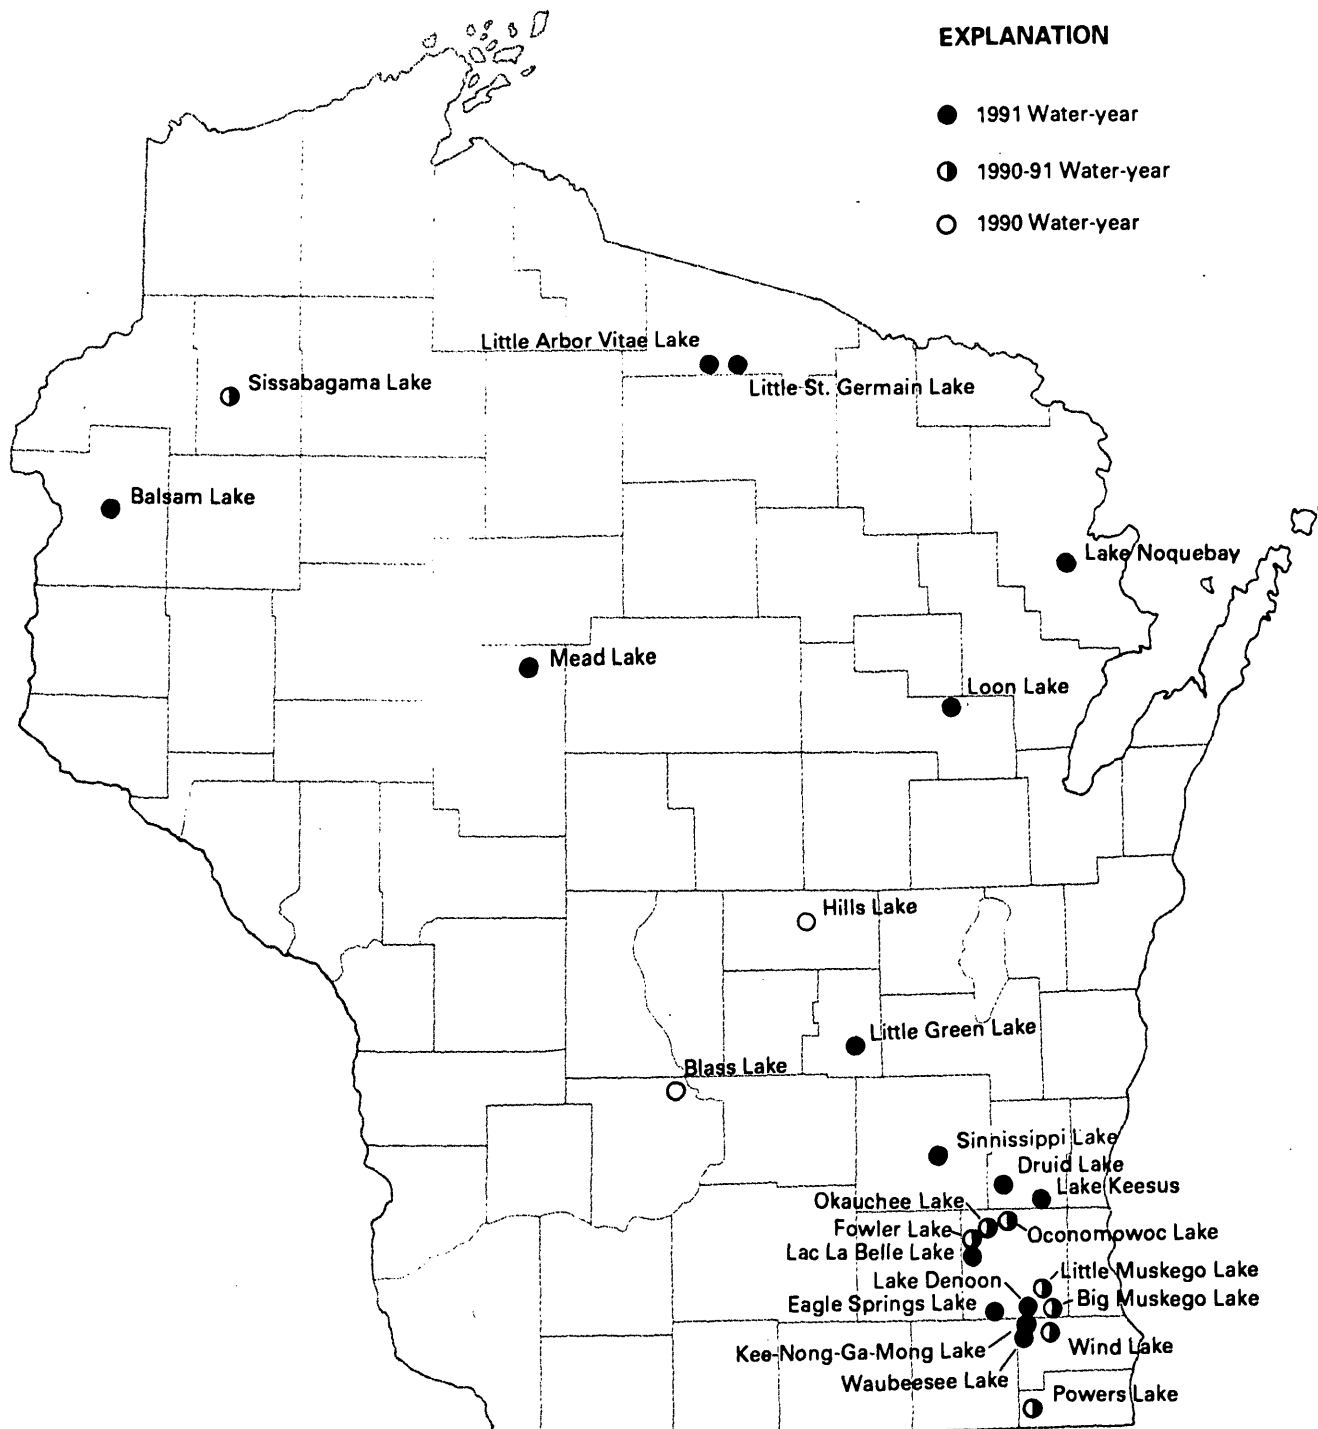 EXPLANATION
1991 Water-year
1990-91 Water-year
1990 Water-year
Little Arbor Vitae Lake
Sissabagama Lake
Little St. Germain Lake
Balsam Lake
Lake Noquebay
Mead Lake
Loon Lake
Hills Lake
Little Green Lake
Blass Lake
Sinnissippi Lake
Druid Lake
Lake Keesus
Okauchee Lake
Fowler Lake
Oconomowoc Lake
Lac La Belle Lake
Little Muskego Lake
Lake Denoon
Big Muskego Lake
Eagle Springs Lake
Wind Lake
Kee-Nong-Ga-Mong Lake
Waubeesee Lake
Powers Lake